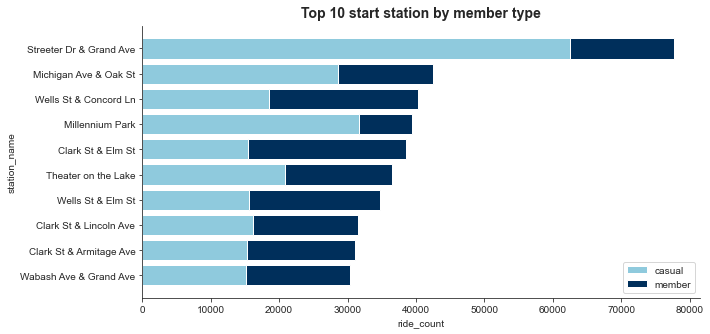 Top 10 start station by member type
station_name
Streeter Dr & Grand Ave
Michigan Ave & Oak St
Wells St & Concord Ln
Millennium Park
Clark St & Elm St
Theater on the Lake
Wells St & Elm St
Clark St & Lincoln Ave
Clark St & Armitage Ave
Wabash Ave & Grand Ave
casual
member
0 10000 20000 30000 40000 50000 60000 70000 80000
ride_count